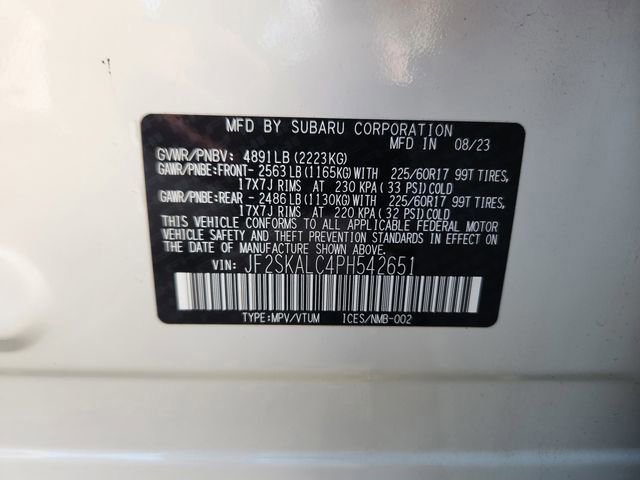 MFD BY SUBARU CORPORATION
MFD IN 08/23
GVWR/PNBV: 4891LB (2223KG)
GAWR/PNBE:FRONT- 2563LB (1165KG)WITH 225/60R17 99T TIRES,
17X7J RIMS AT 230 KPA (33 PSI) COLD
GAWR/PNBE:REAR - 2486LB (1130KG)WITH 225/60R17 99T TIRES,
17X7J RIMS AT 220 KPA (32 PSI) COLD
THIS VEHICLE CONFORMS TO ALL APPLICABLE FEDERAL MOTOR
VEHICLE SAFETY AND THEFT PREVENTION STANDARDS IN EFFECT ON
THE DATE OF MANUFACTURE SHOWN ABOVE.
VIN: JF2SKALC4PH542651
TYPE:MPV/VTUM ICES/NMB-002